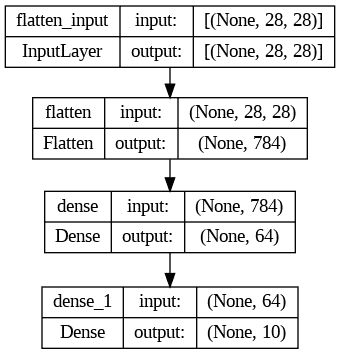 flatten_input input: [(None, 28, 28)]
InputLayer output: [(None, 28, 28)]
flatten input: (None, 28, 28)
Flatten output: (None, 784)
dense input: (None, 784)
Dense output: (None, 64)
dense_1 input: (None, 64)
Dense output: (None, 10)